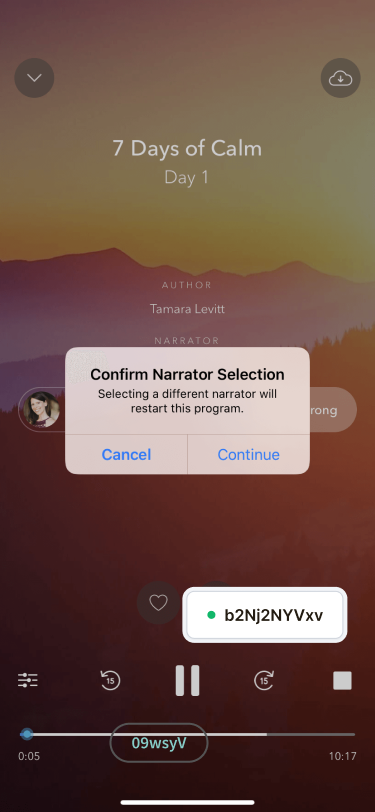 7 Days of Calm
Day 1
AUTHOR
Tamara Levitt
NARRATOR
Confirm Narrator Selection
Selecting a different narrator will
restart this program.
rong
Cancel
Continue
b2Nj2NYVxv
15
15
09wsyV
0:05
10:17